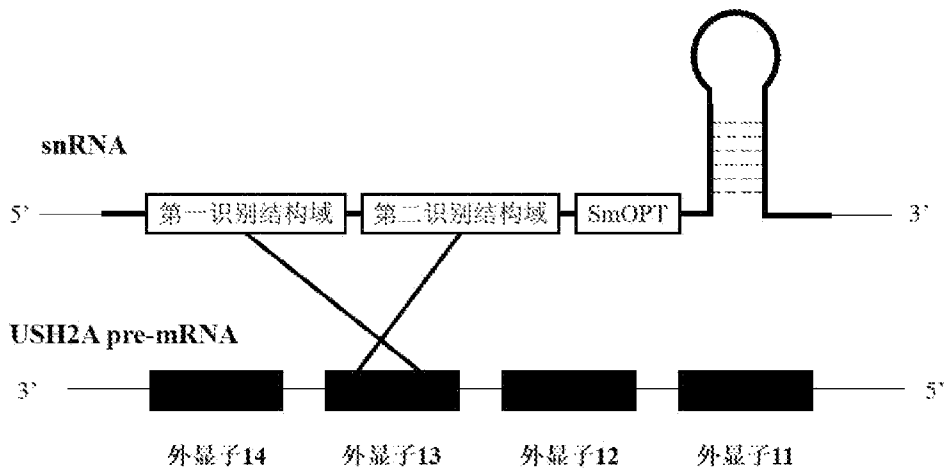 snRNA
5’ 第一识别结构域 第二识别结构域 SmOPT 3’
USH2A pre-mRNA
3’ 5’
外显子14 外显子13 外显子12 外显子11